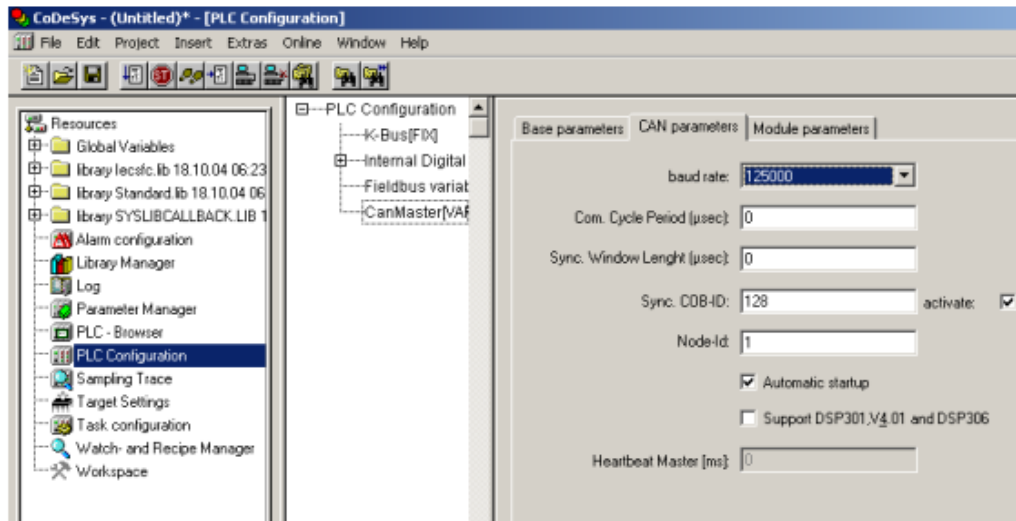 CoDeSys - (Untitled)* - [PLC Configuration]
File Edit Project Insert Extras Online Window Help
Resources
Global Variables
library Iecsfc.lib 18.10.04 06:23
library Standard.lib 18.10.04 06
library SYSLIBCALLBACK.LIB 1
Alarm configuration
Library Manager
Log
Parameter Manager
PLC - Browser
PLC Configuration
Sampling Trace
Target Settings
Task configuration
Watch- and Recipe Manager
Workspace
PLC Configuration
K-Bus[FIX]
Internal Digital
Fieldbus variab
CanMaster[VAR
Base parameters CAN parameters Module parameters
baud rate: 125000
Com. Cycle Period (µsec): 0
Sync. Window Lenght (µsec): 0
Sync. COB-ID: 128 activate:
Node-Id: 1
Automatic startup
Support DSP301,V4.01 and DSP306
Heartbeat Master [ms]: 0